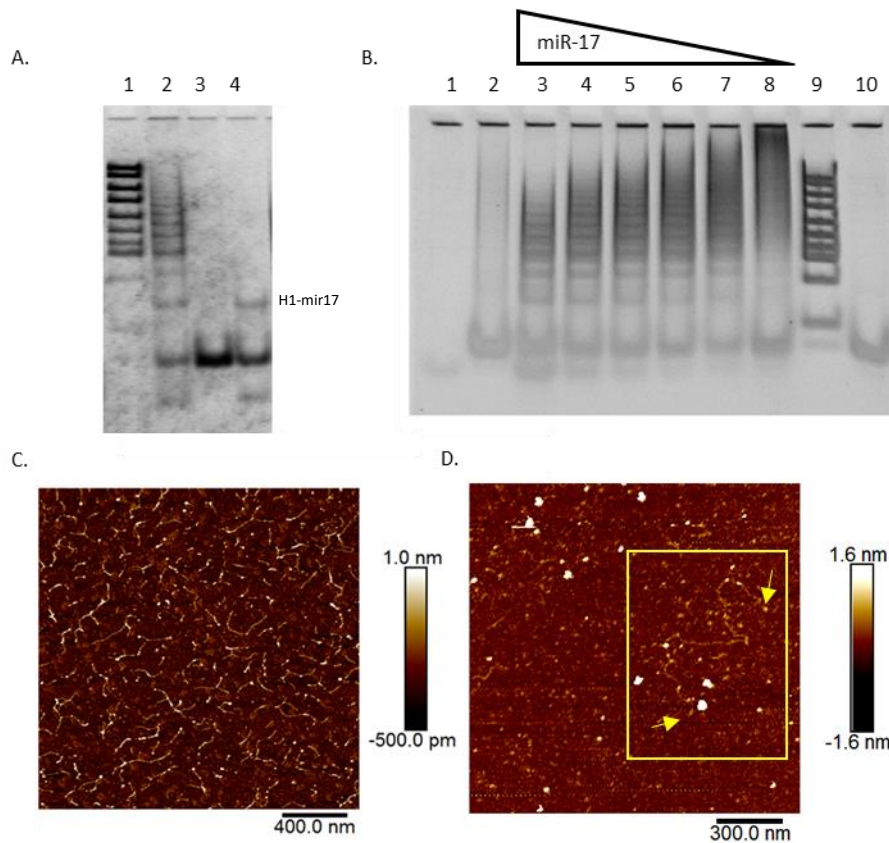 A.
B.
miR-17
1 2 3 4
1 2 3 4 5 6 7 8 9 10
H1-mir17
C.
D.
1.0 nm
-500.0 pm
400.0 nm
1.6 nm
-1.6 nm
300.0 nm